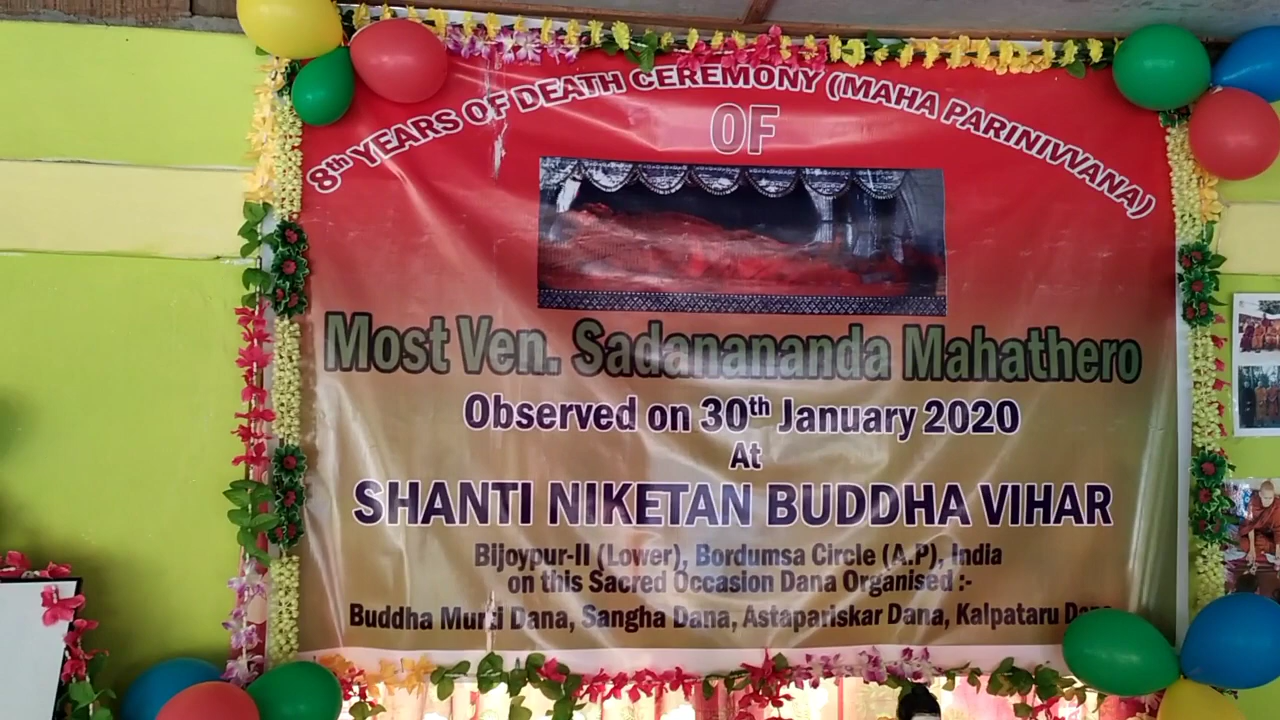 8th YEARS OF DEATH CEREMONY (MAHA PARINIWANA)
OF
Most Ven. Sadanananda Mahathero
Observed on 30th January 2020
At
SHANTI NIKETAN BUDDHA VIHAR
Bijoypur-II (Lower), Bordumsa Circle (A.P), India
on this Sacred Occasion Dana Organised :-
Buddha Murti Dana, Sangha Dana, Astapariskar Dana, Kalpataru